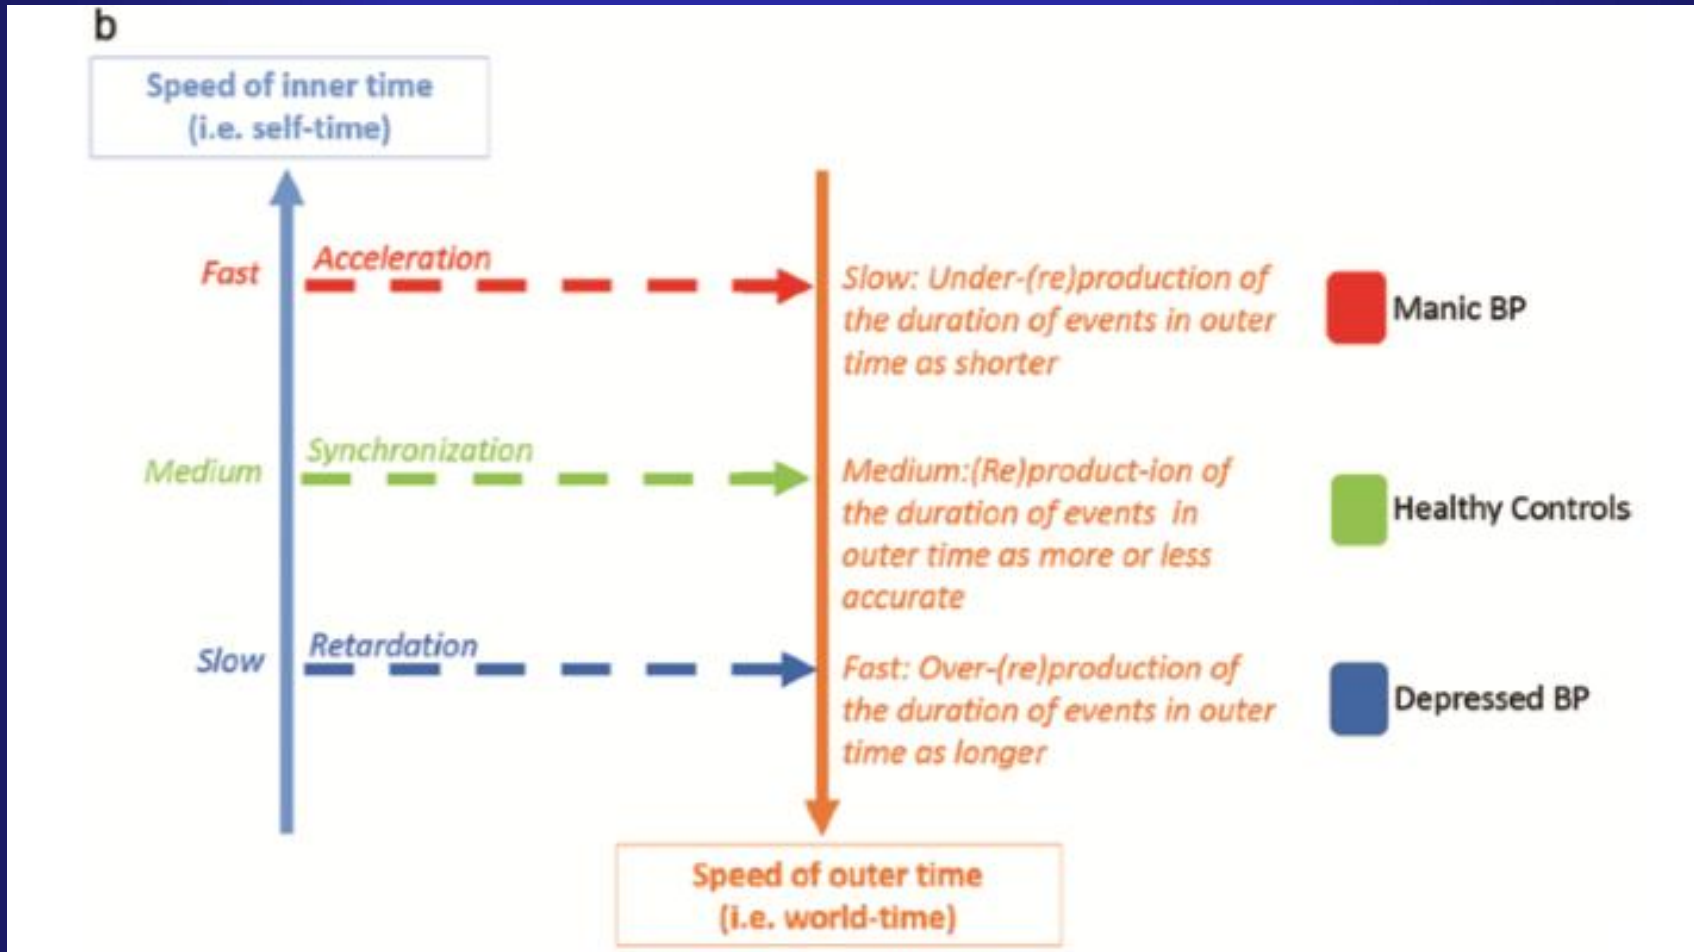 b
Speed of inner time
(i.e. self-time)
Fast
Acceleration
Slow: Under-(re)production of
the duration of events in outer
time as shorter
Manic BP
Medium
Synchronization
Medium:(Re)product-ion of
the duration of events in
outer time as more or less
accurate
Healthy Controls
Slow
Retardation
Fast: Over-(re)production of
the duration of events in outer
time as longer
Depressed BP
Speed of outer time
(i.e. world-time)